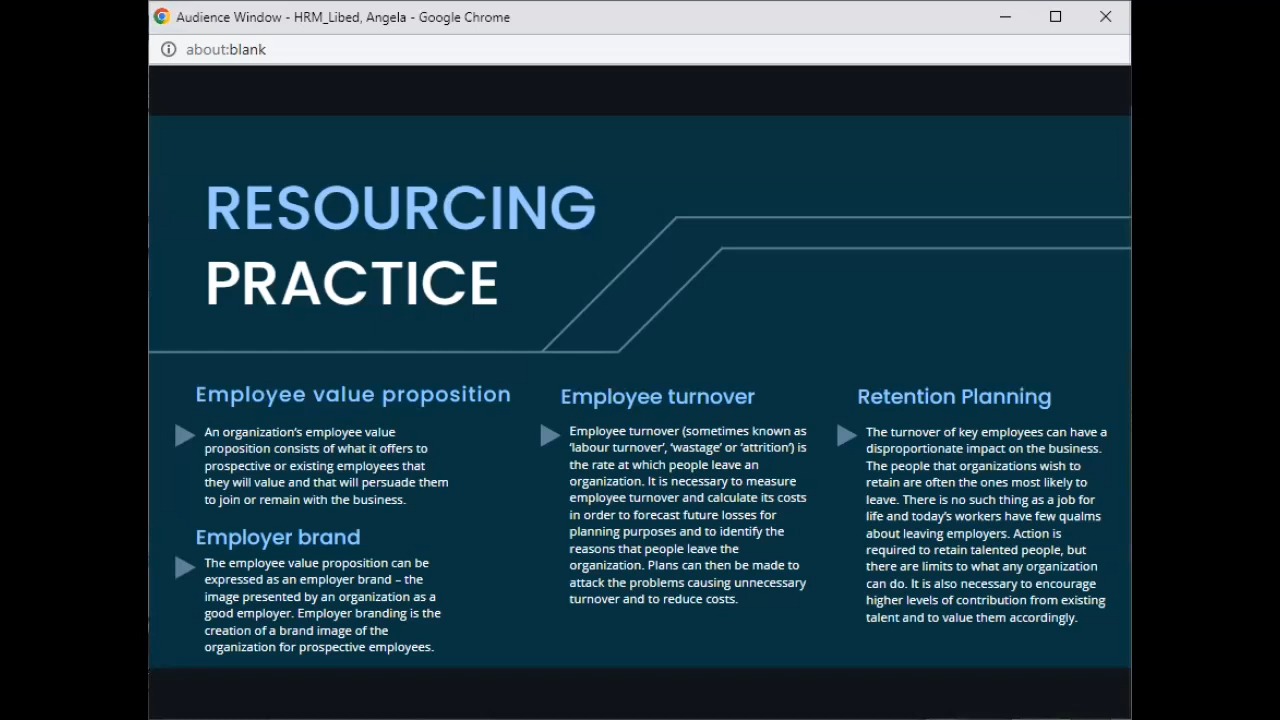 Audience Window - HRM_Libed, Angela - Google Chrome
about:blank
RESOURCING
PRACTICE
Employee value proposition
An organization's employee value
proposition consists of what it offers to
prospective or existing employees that
they will value and that will persuade them
to join or remain with the business.
Employer brand
The employee value proposition can be
expressed as an employer brand – the
image presented by an organization as a
good employer. Employer branding is the
creation of a brand image of the
organization for prospective employees.
Employee turnover
Employee turnover (sometimes known as
‘labour turnover’, ‘wastage’ or ‘attrition’) is
the rate at which people leave an
organization. It is necessary to measure
employee turnover and calculate its costs
in order to forecast future losses for
planning purposes and to identify the
reasons that people leave the
organization. Plans can then be made to
attack the problems causing unnecessary
turnover and to reduce costs.
Retention Planning
The turnover of key employees can have a
disproportionate impact on the business.
The people that organizations wish to
retain are often the ones most likely to
leave. There is no such thing as a job for
life and today's workers have few qualms
about leaving employers. Action is
required to retain talented people, but
there are limits to what any organization
can do. It is also necessary to encourage
higher levels of contribution from existing
talent and to value them accordingly.